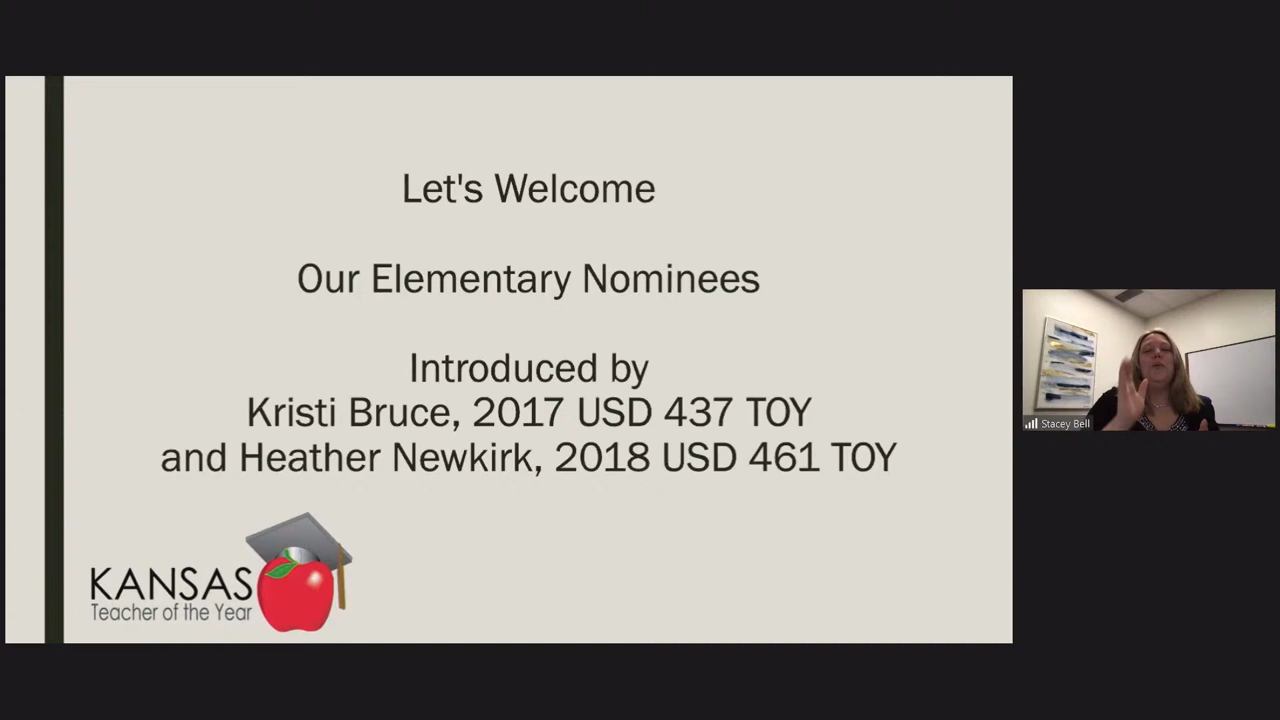 Let's Welcome
Our Elementary Nominees
Introduced by
Kristi Bruce, 2017 USD 437 TOY
and Heather Newkirk, 2018 USD 461 TOY
KANSAS
Teacher of the Year
Stacey Bell